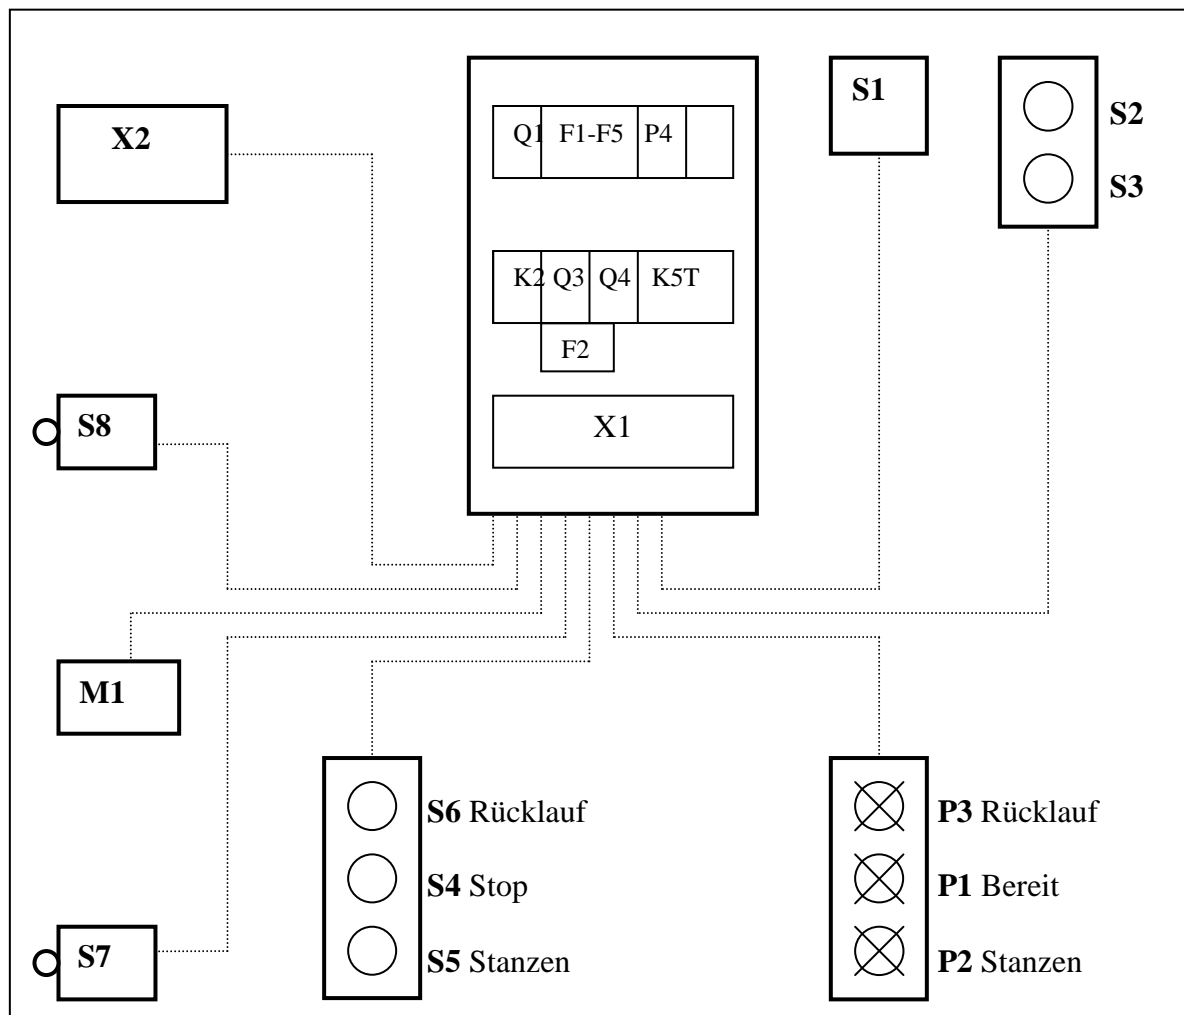 X2
Q1 F1-F5 P4
S1
S2
S3
K2 Q3 Q4 K5T
F2
X1
S8
M1
S7
S6 Rücklauf
S4 Stop
S5 Stanzen
P3 Rücklauf
P1 Bereit
P2 Stanzen